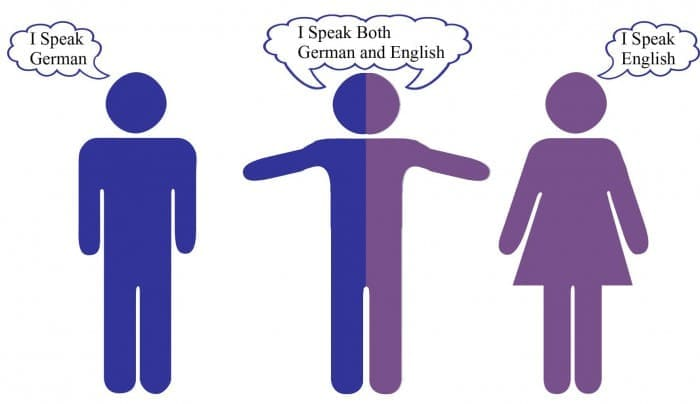 I Speak
German
I Speak Both
German and English
I Speak
English